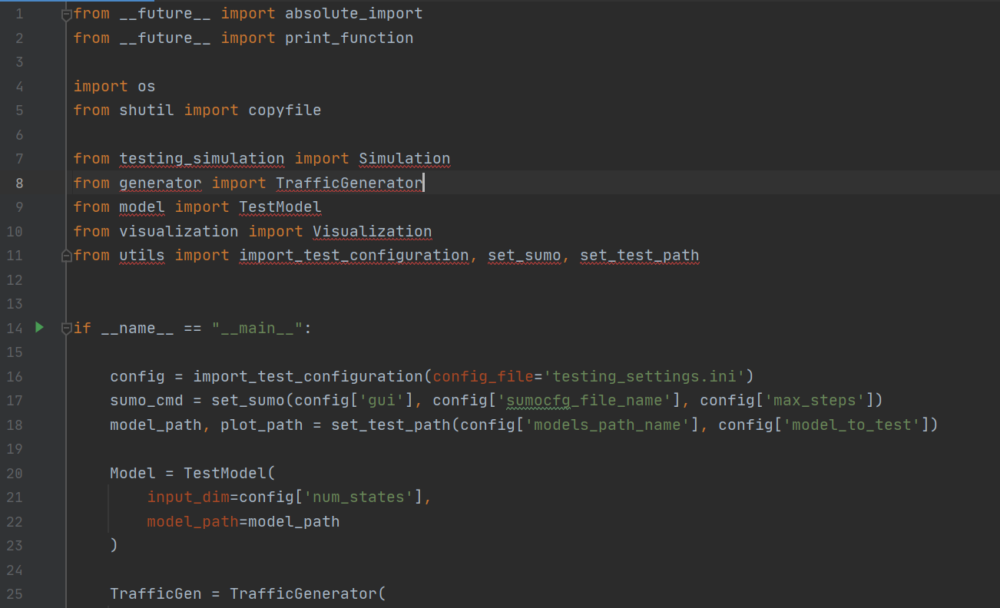 1 from __future__ import absolute_import
2 from __future__ import print_function
3
4 import os
5 from shutil import copyfile
6
7 from testing_simulation import Simulation
8 from generator import TrafficGenerator
9 from model import TestModel
10 from visualization import Visualization
11 from utils import import_test_configuration, set_sumo, set_test_path
12
13
14 if __name__ == "__main__":
15
16     config = import_test_configuration(config_file='testing_settings.ini')
17     sumo_cmd = set_sumo(config['gui'], config['sumocfg_file_name'], config['max_steps'])
18     model_path, plot_path = set_test_path(config['models_path_name'], config['model_to_test'])
19
20     Model = TestModel(
21         input_dim=config['num_states'],
22         model_path=model_path
23     )
24
25     TrafficGen = TrafficGenerator(